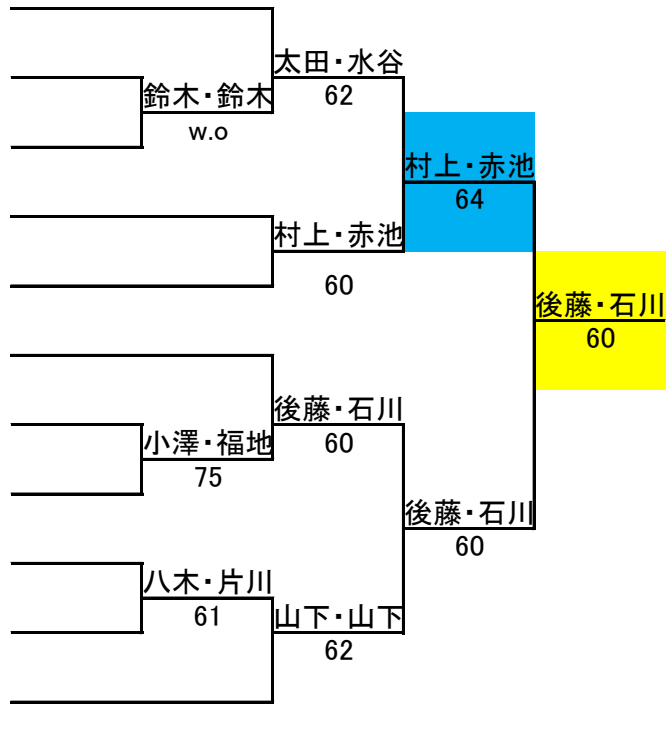 太田・水谷
鈴木・鈴木
62
w.o
村上・赤池
64
村上・赤池
60
後藤・石川
60
後藤・石川
小澤・福地
60
75
後藤・石川
60
八木・片川
61
山下・山下
62